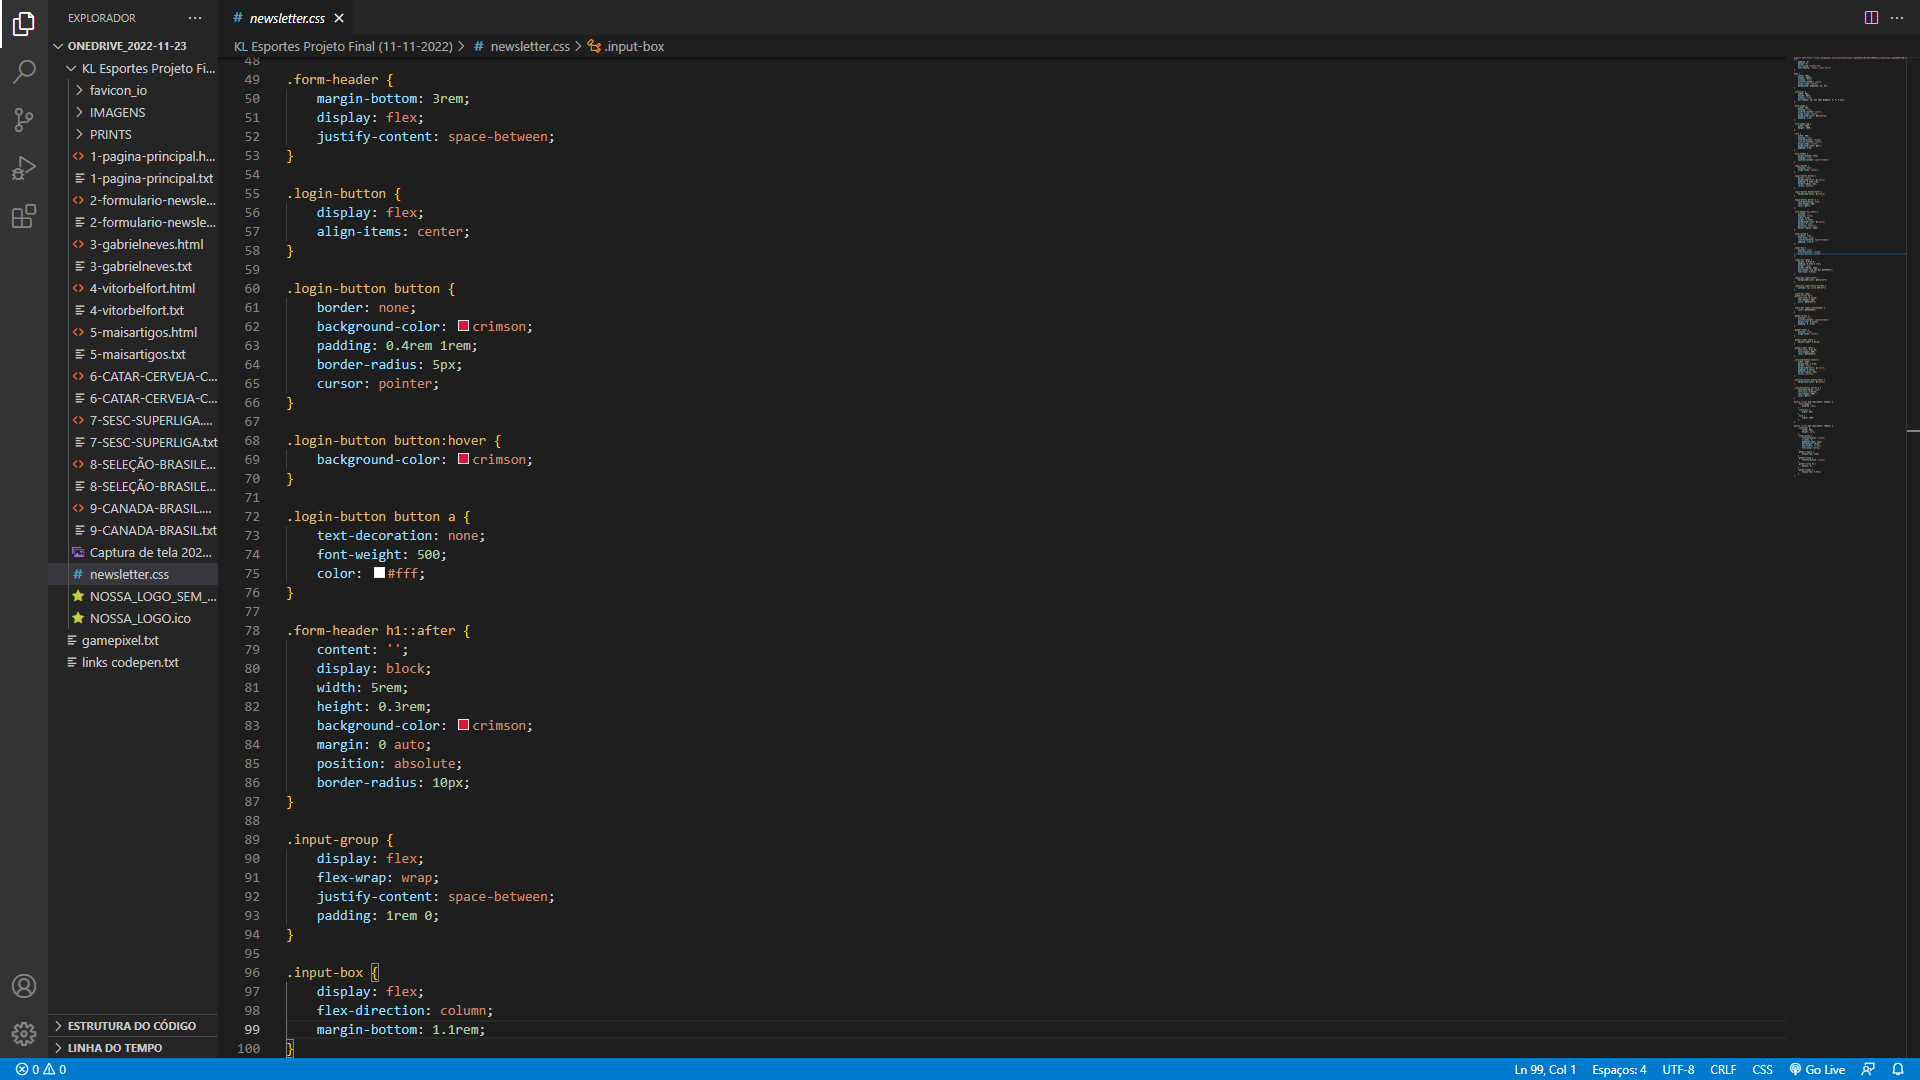 EXPLORADOR
ONEDRIVE_2022-11-23
KL Esportes Projeto Fi...
favicon_io
IMAGENS
PRINTS
1-pagina-principal.h...
1-pagina-principal.txt
2-formulario-newsle...
2-formulario-newsle...
3-gabrielneves.html
3-gabrielneves.txt
4-vitorbelfort.html
4-vitorbelfort.txt
5-maisartigos.html
5-maisartigos.txt
6-CATAR-CERVEJA-C...
6-CATAR-CERVEJA-C...
7-SESC-SUPERLIGA....
7-SESC-SUPERLIGA.txt
8-SELEÇÃO-BRASILE...
8-SELEÇÃO-BRASILE...
9-CANADA-BRASIL....
9-CANADA-BRASIL.txt
Captura de tela 202...
newsletter.css
NOSSA_LOGO_SEM_...
NOSSA_LOGO.ico
gamepixel.txt
links codepen.txt
ESTRUTURA DO CÓDIGO
LINHA DO TEMPO
# newsletter.css
KL Esportes Projeto Final (11-11-2022) > # newsletter.css > .input-box
48
49 .form-header {
50 margin-bottom: 3rem;
51 display: flex;
52 justify-content: space-between;
53 }
54
55 .login-button {
56 display: flex;
57 align-items: center;
58 }
59
60 .login-button button {
61 border: none;
62 background-color: crimson;
63 padding: 0.4rem 1rem;
64 border-radius: 5px;
65 cursor: pointer;
66 }
67
68 .login-button button:hover {
69 background-color: crimson;
70 }
71
72 .login-button button a {
73 text-decoration: none;
74 font-weight: 500;
75 color: #fff;
76 }
77
78 .form-header h1::after {
79 content: '';
80 display: block;
81 width: 5rem;
82 height: 0.3rem;
83 background-color: crimson;
84 margin: 0 auto;
85 position: absolute;
86 border-radius: 10px;
87 }
88
89 .input-group {
90 display: flex;
91 flex-wrap: wrap;
92 justify-content: space-between;
93 padding: 1rem 0;
94 }
95
96 .input-box {
97 display: flex;
98 flex-direction: column;
99 margin-bottom: 1.1rem;
100 }
0 0 Ln 99, Col 1 Espaços: 4 UTF-8 CRLF CSS Go Live